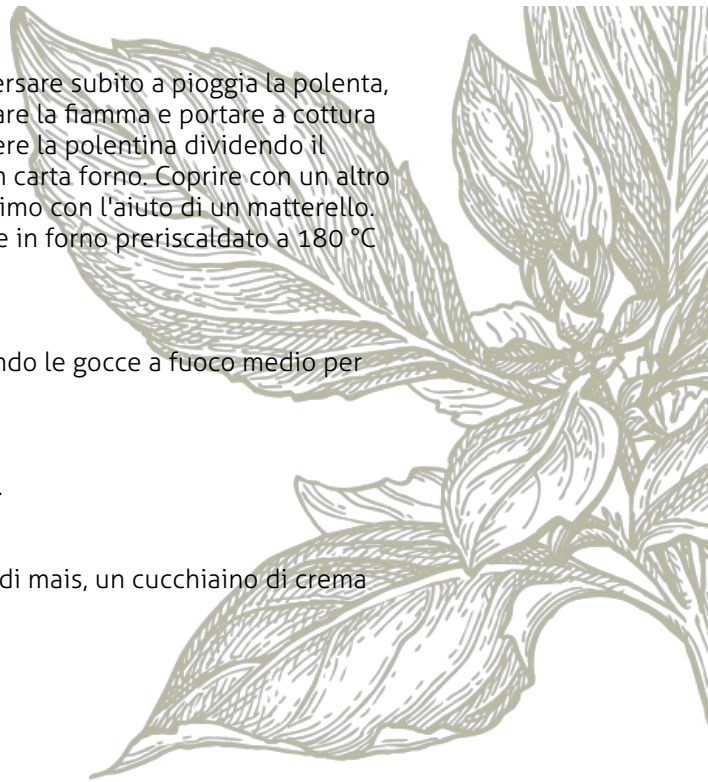 ersare subito a pioggia la polenta,
are la fiamma e portare a cottura
ere la polentina dividendo il
n carta forno. Coprire con un altro
imo con l'aiuto di un matterello.
e in forno preriscaldato a 180 °C
ndo le gocce a fuoco medio per
.
di mais, un cucchiaino di crema